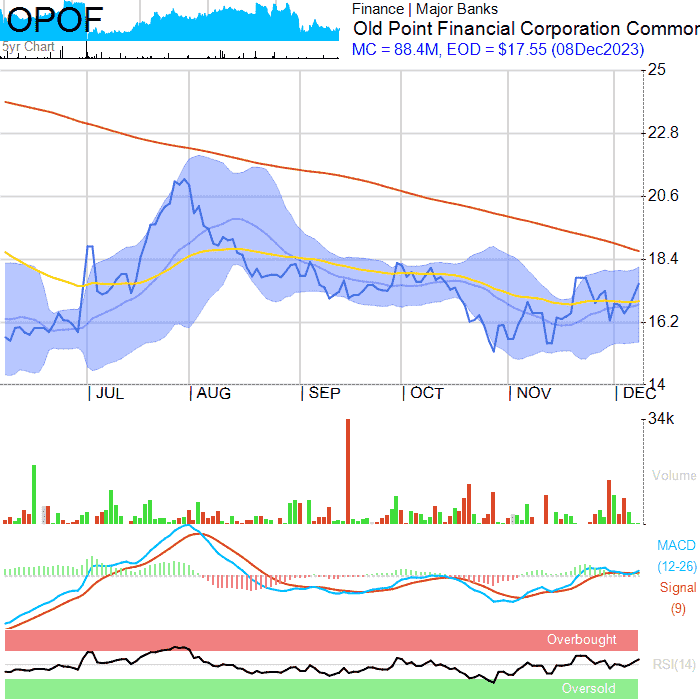 OPOF
5yr Chart
Finance | Major Banks
Old Point Financial Corporation Common
MC = 88.4M, EOD = $17.55 (08Dec2023)
25
22.8
20.6
18.4
16.2
14
| JUL | AUG | SEP | OCT | NOV | DEC
34k
Volume
MACD
(12-26)
Signal
(9)
Overbought
RSI(14)
Oversold